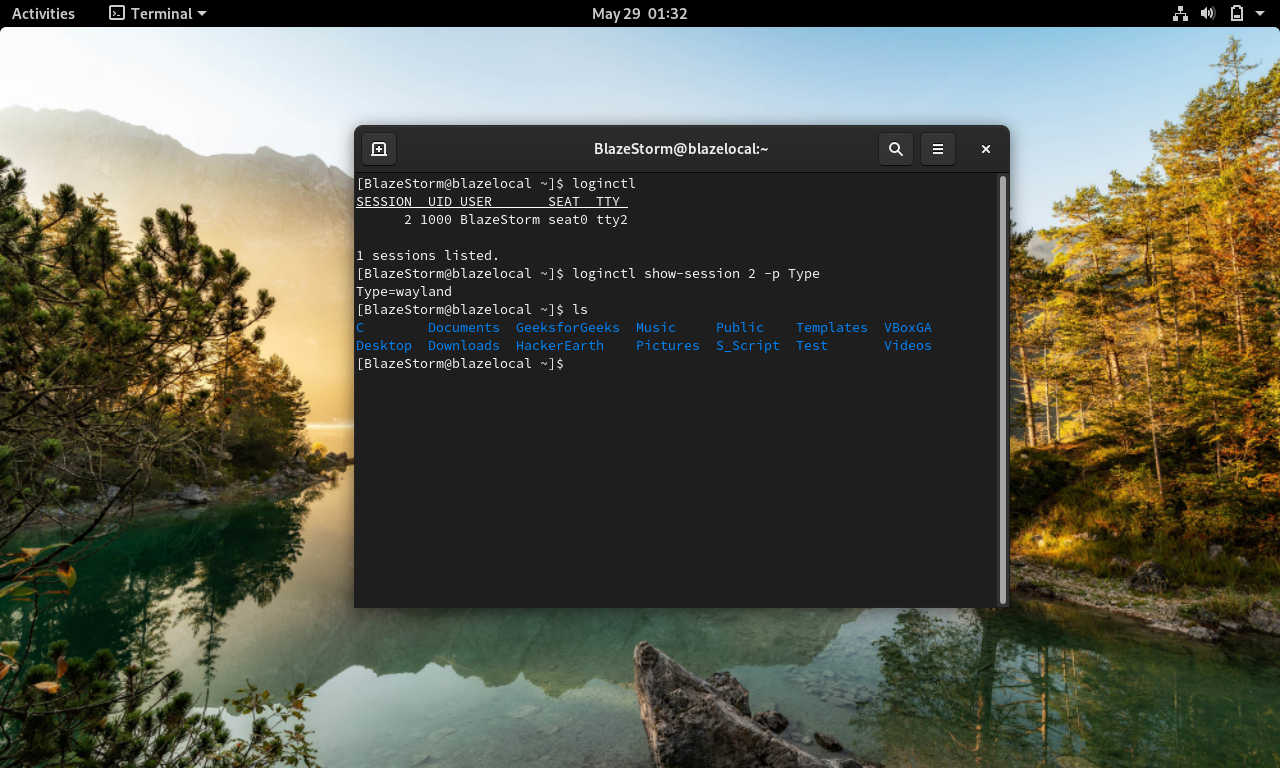 Activities Terminal May 29 01:32
BlazeStorm@blazelocal:~
[BlazeStorm@blazelocal ~]$ loginctl
SESSION  UID USER       SEAT  TTY
      2 1000 BlazeStorm seat0 tty2
1 sessions listed.
[BlazeStorm@blazelocal ~]$ loginctl show-session 2 -p Type
Type=wayland
[BlazeStorm@blazelocal ~]$ ls
C        Documents  GeeksforGeeks  Music     Public    Templates  VBoxGA
Desktop  Downloads  HackerEarth    Pictures  S_Script  Test       Videos
[BlazeStorm@blazelocal ~]$